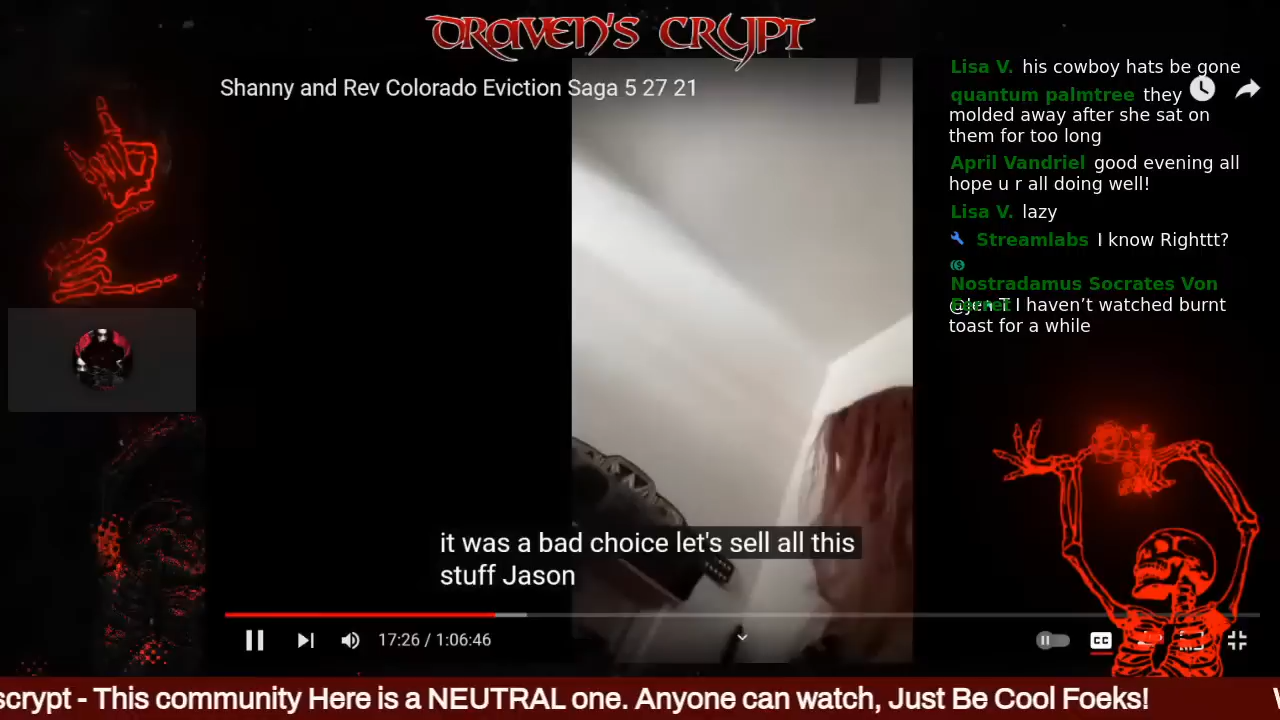 DRAVEN'S CRYPT
Shanny and Rev Colorado Eviction Saga 5 27 21
Lisa V. his cowboy hats be gone
quantum palmtree they
molded away after she sat on
them for too long
April Vandriel good evening all
hope u r all doing well!
Lisa V. lazy
Streamlabs I know Righttt?
Nostradamus Socrates Von
T I haven’t watched burnt
toast for a while
it was a bad choice let's sell all this
stuff Jason
17:26 / 1:06:46
CC
scrypt - This community Here is a NEUTRAL one. Anyone can watch, Just Be Cool Foeks!